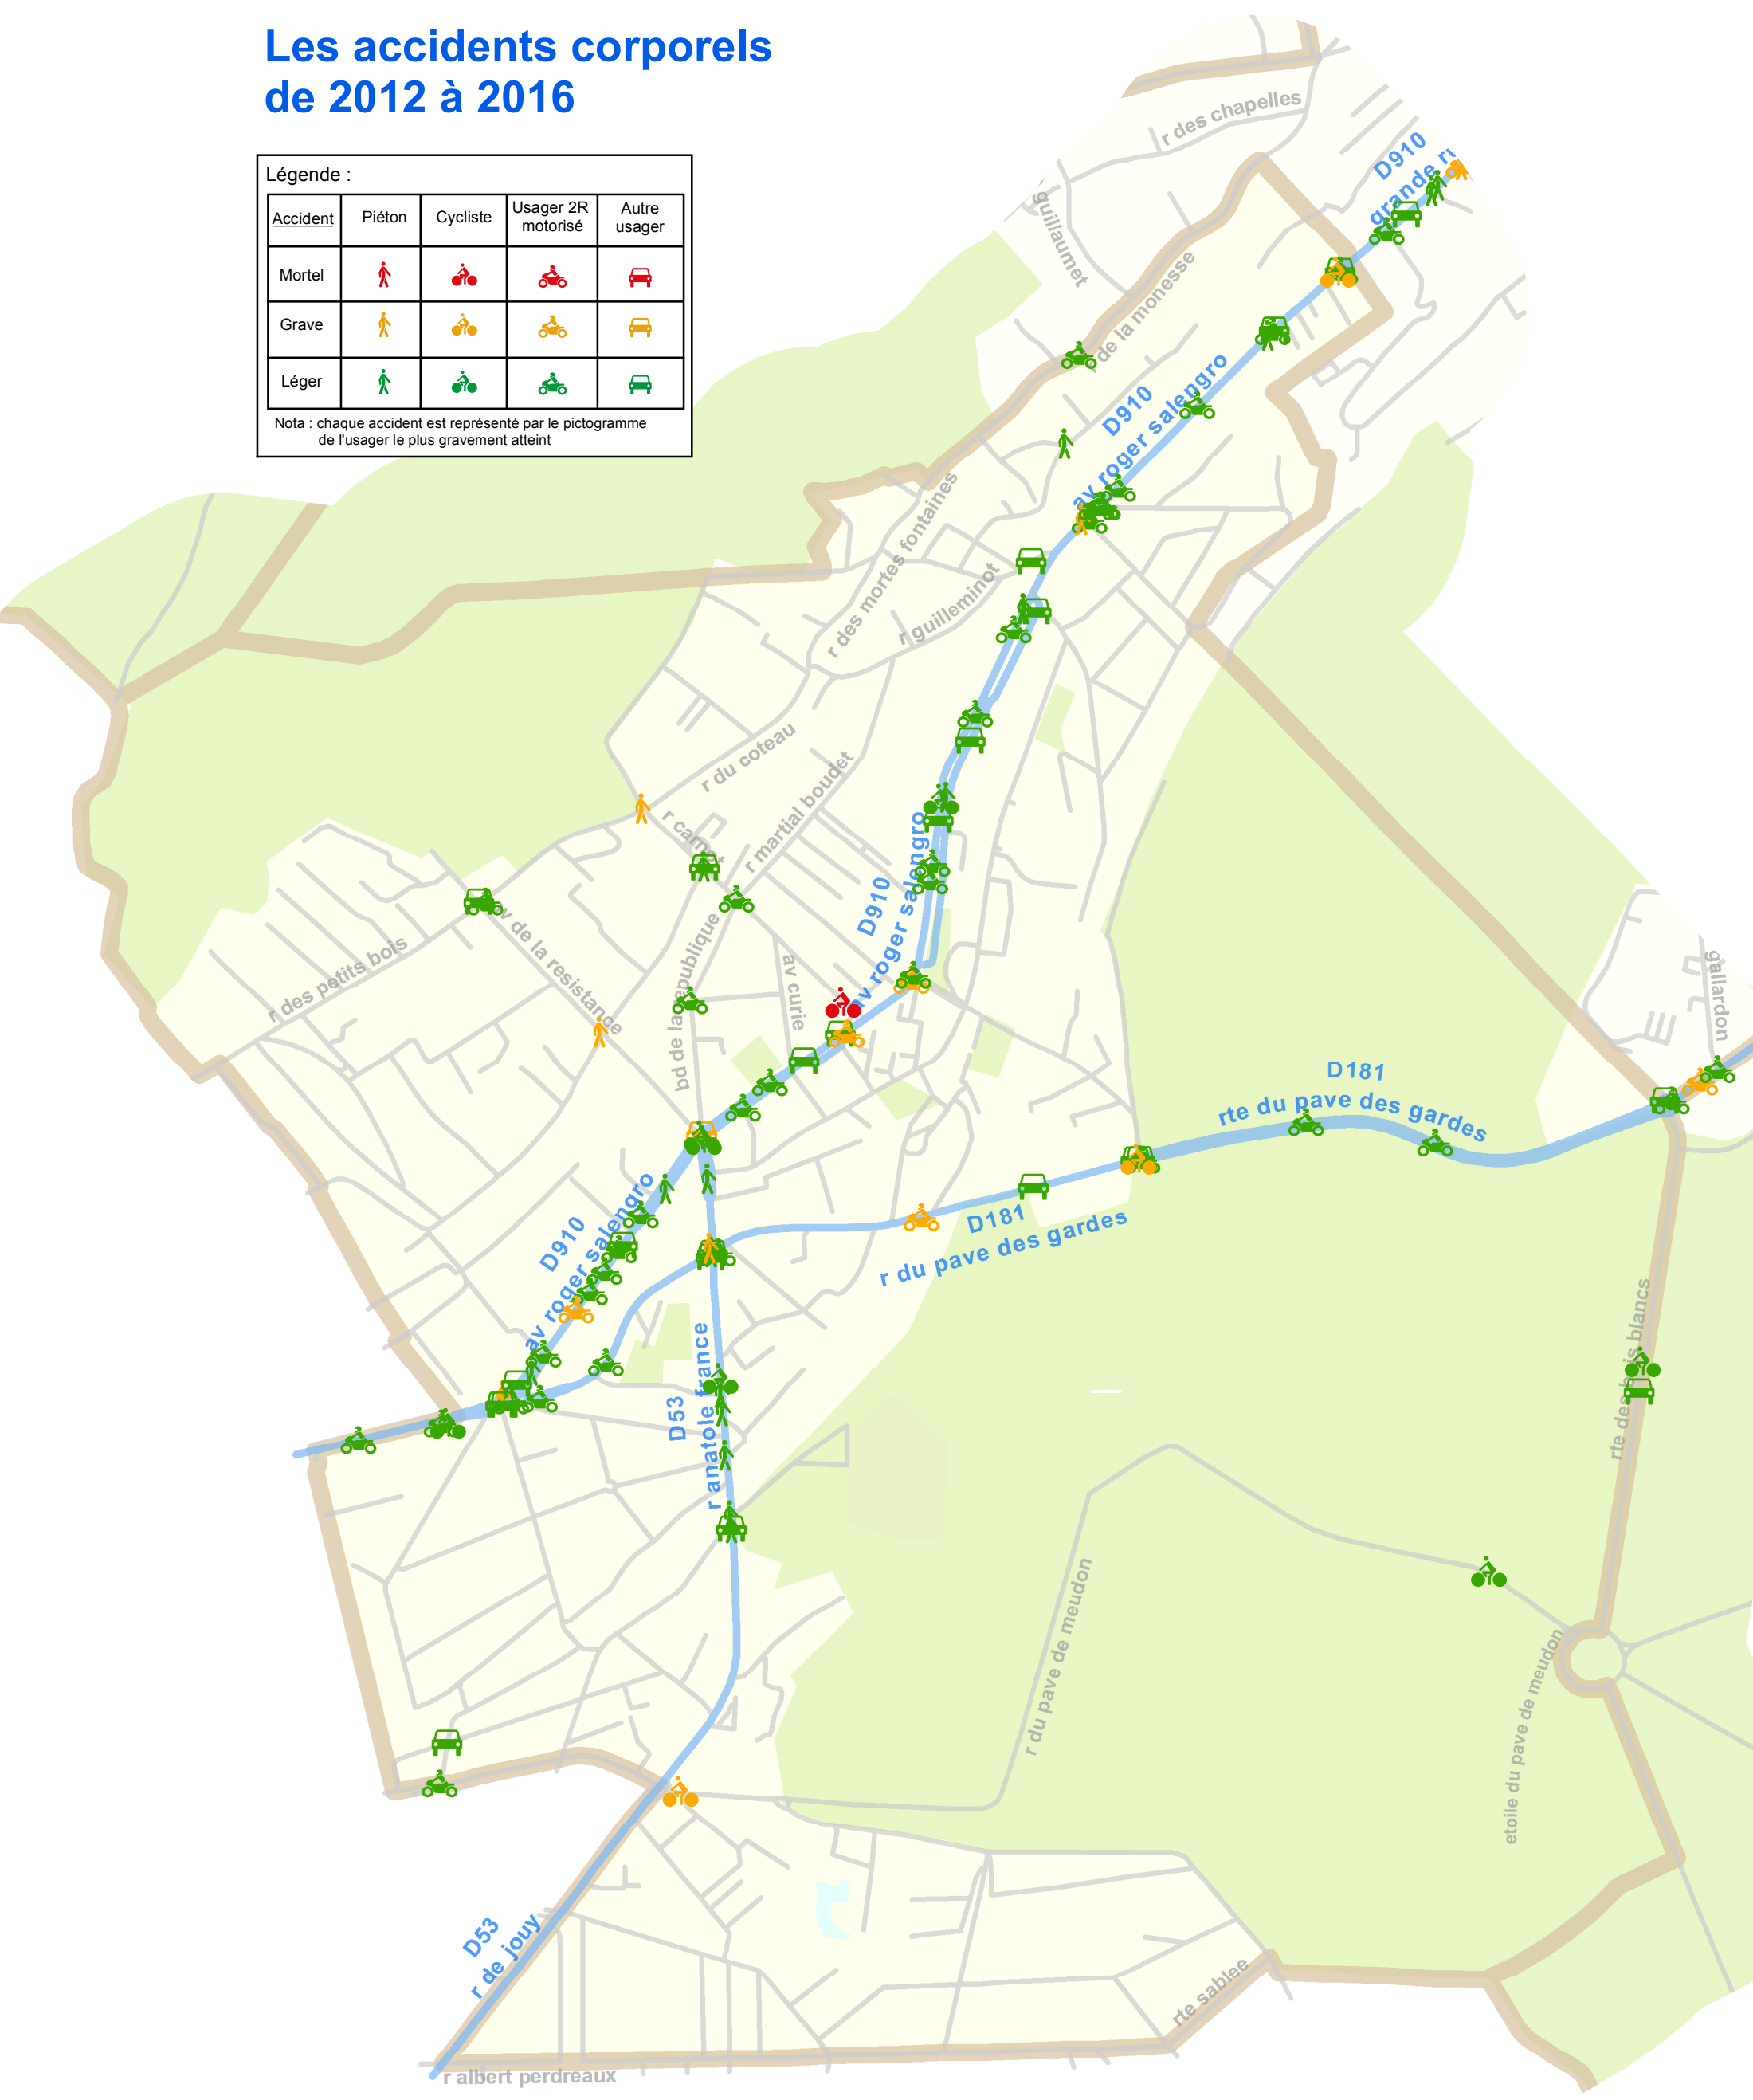 Les accidents corporels
de 2012 à 2016
Légende :
Accident
Piéton
Cycliste
Usager 2R
motorisé
Autre
usager
Mortel
Grave
Léger
Nota : chaque accident est représenté par le pictogramme
de l'usager le plus gravement atteint
r des chapelles
D910
grande
guillaumet
de la monesse
D910
av roger salengro
r des mortes fontaines
r guilleminot
r du coteau
r martial boudet
r carnot
D910
av roger salengro
av de la resistance
r des petits bois
bd de la republique
av curie
gallardon
D181
rte du pave des gardes
D181
r du pave des gardes
D910
av roger salengro
D53
r anatole france
rte des bois blancs
r du pave de meudon
etoile du pave de meudon
D53
r de jouy
rte sablee
r albert perdreaux